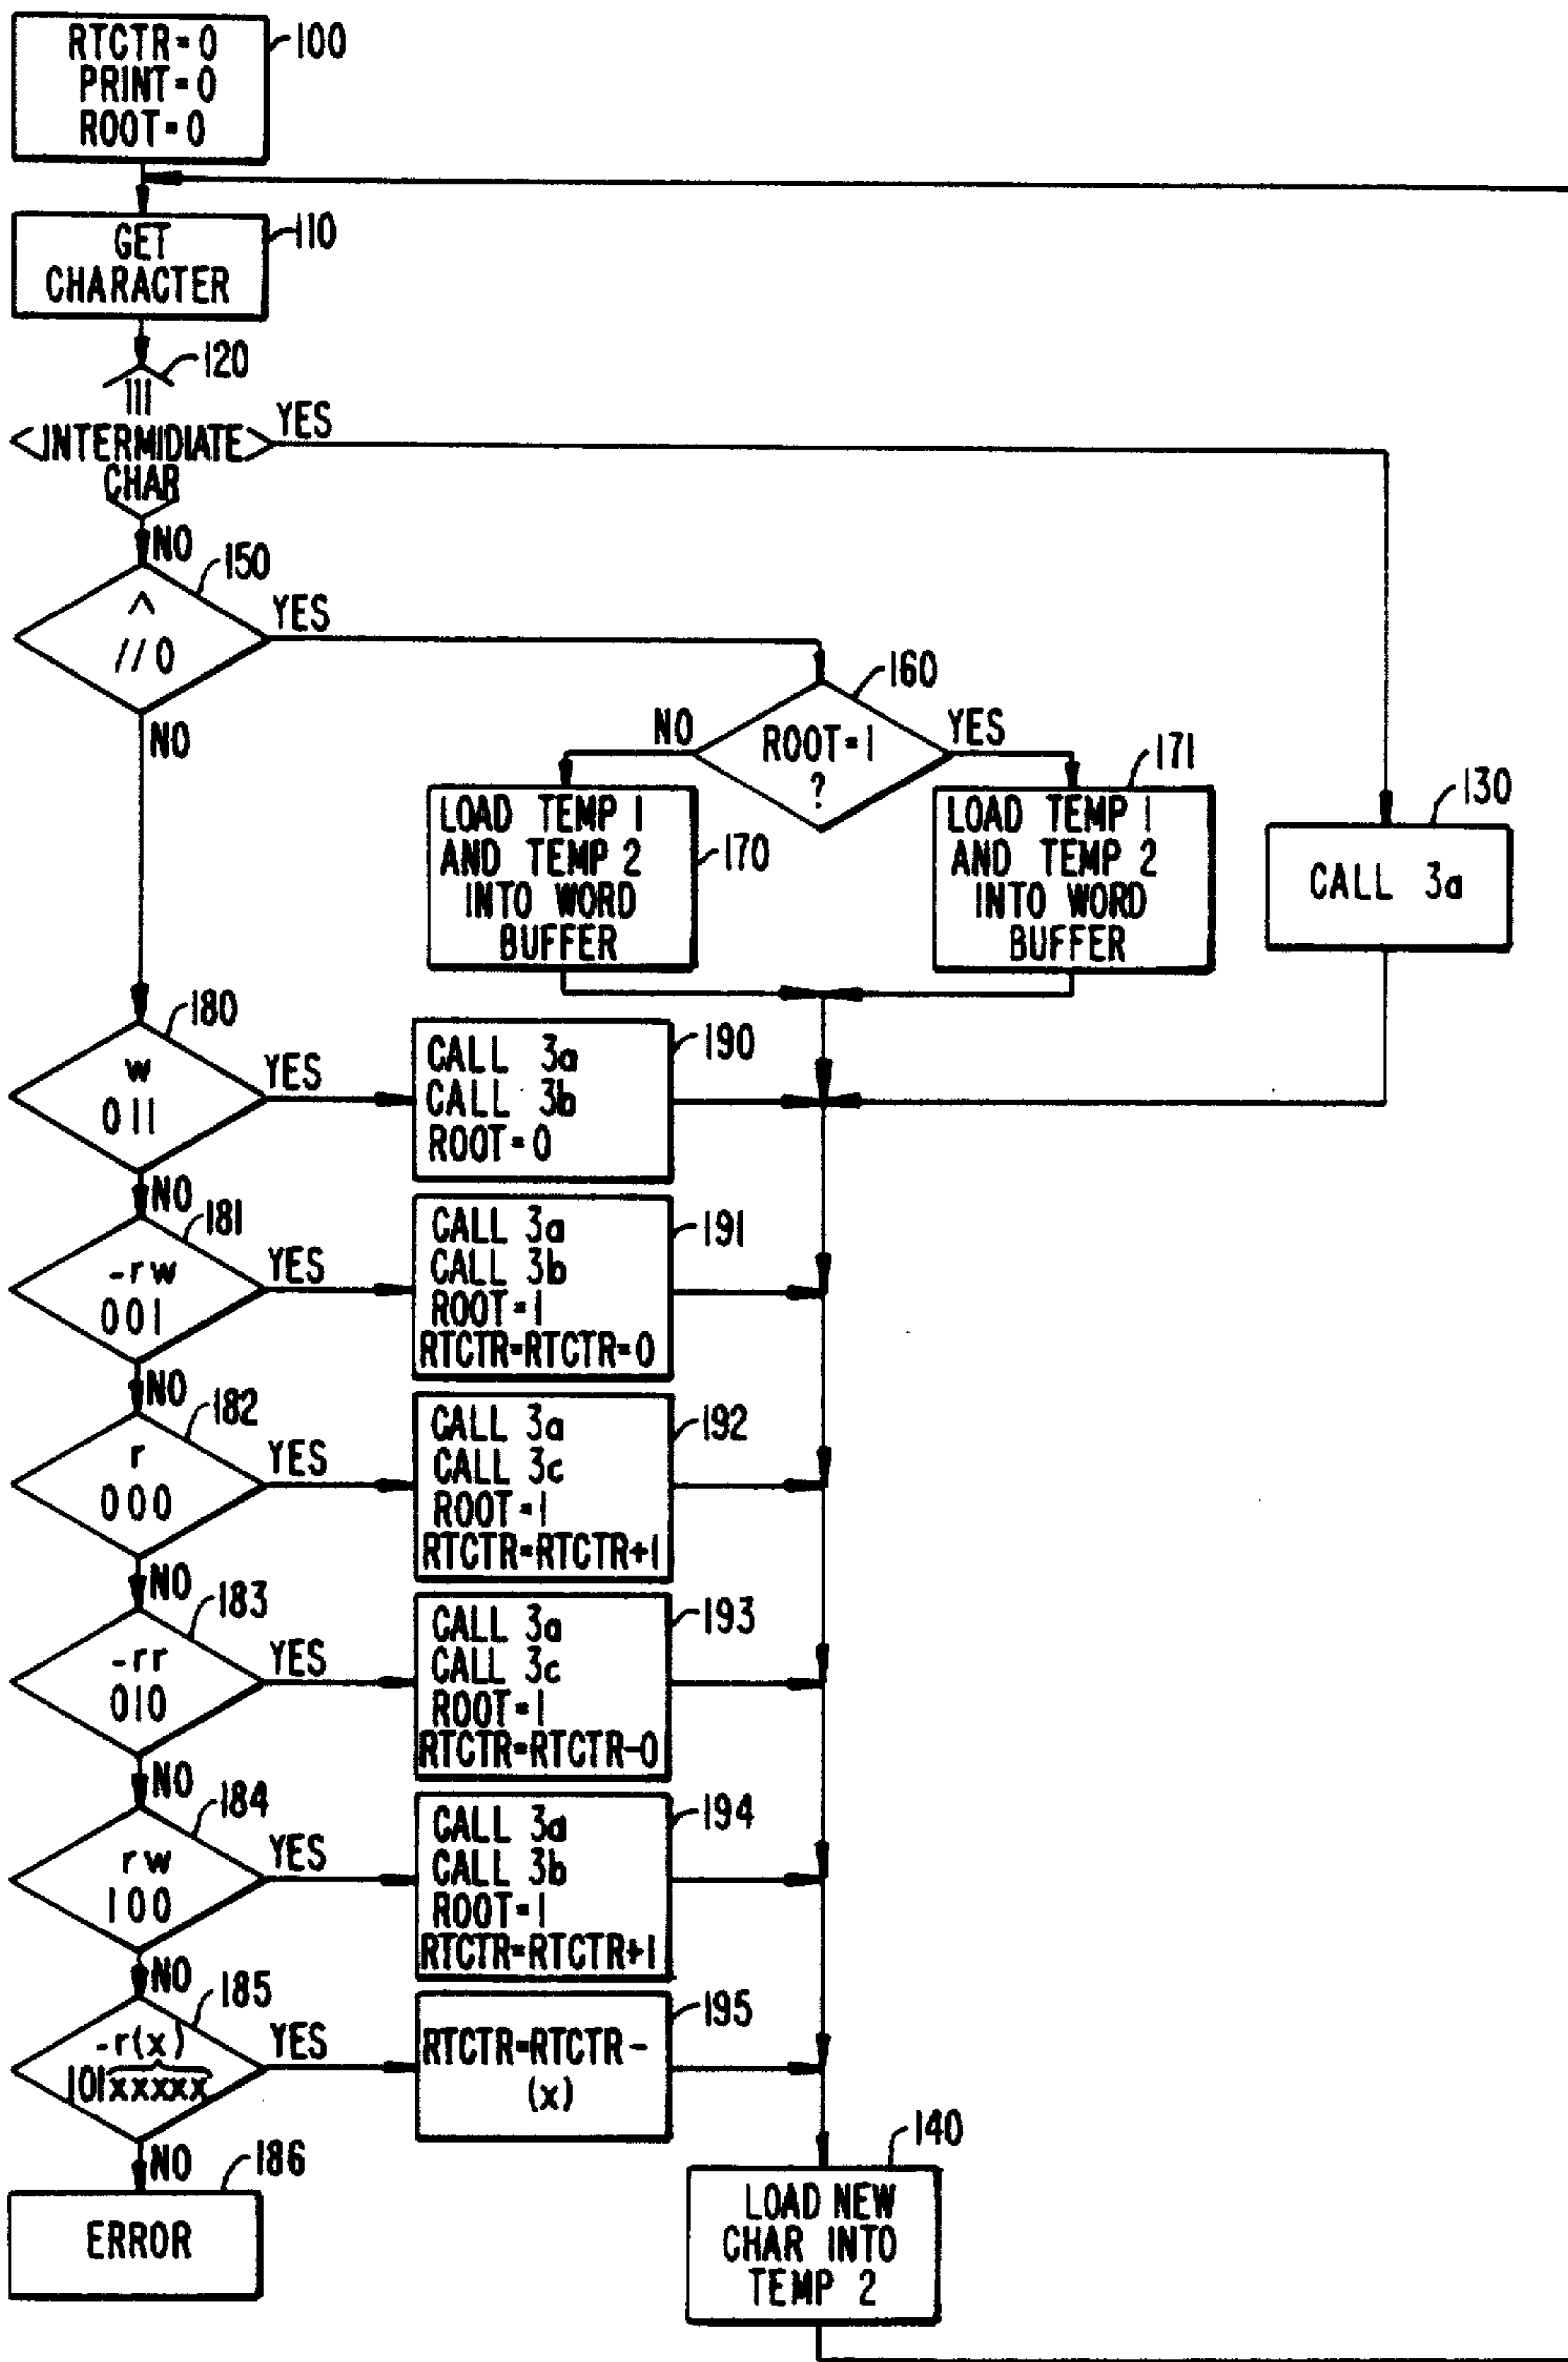 RTCTR=0
PRINT=0
ROOT=0
100
GET
CHARACTER
110
120
111
INTERMIDIATE
CHAR
YES
NO
150
^
//0
YES
NO
160
ROOT=1
?
NO
YES
LOAD TEMP 1
AND TEMP 2
INTO WORD
BUFFER
170
171
LOAD TEMP 1
AND TEMP 2
INTO WORD
BUFFER
130
CALL 3a
180
w
011
YES
NO
CALL 3a
CALL 3b
ROOT=0
190
181
-rw
001
YES
NO
CALL 3a
CALL 3b
ROOT=1
RTCTR=RTCTR=0
191
182
r
000
YES
NO
CALL 3a
CALL 3c
ROOT=1
RTCTR=RTCTR+1
192
183
-rr
010
YES
NO
CALL 3a
CALL 3c
ROOT=1
RTCTR=RTCTR-0
193
184
rw
100
YES
NO
CALL 3a
CALL 3b
ROOT=1
RTCTR=RTCTR+1
194
185
-r(x)
101xxxxx
YES
NO
RTCTR=RTCTR-
(x)
195
186
ERROR
140
LOAD NEW
CHAR INTO
TEMP 2